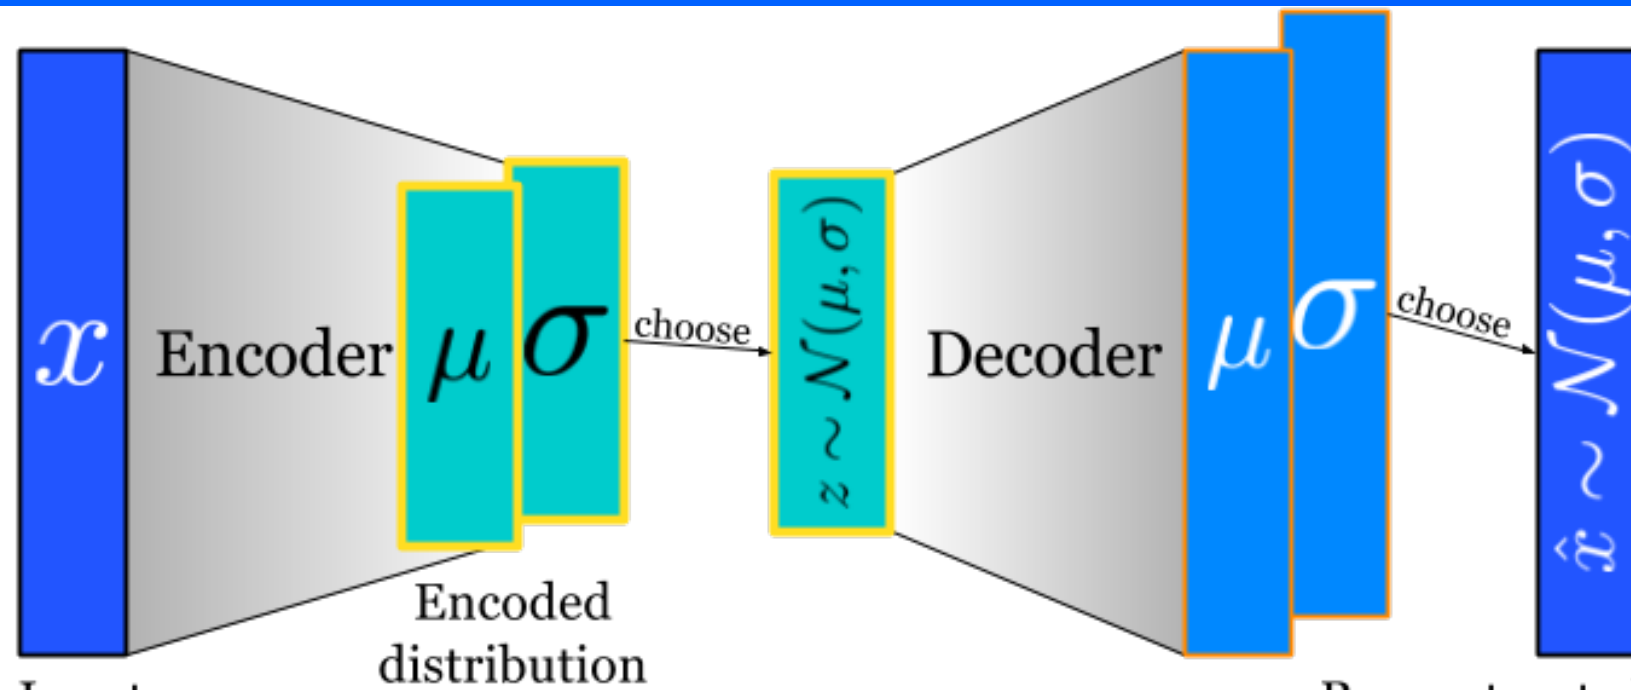 x
Encoder
μ
σ
choose
z ~ 𝒩(μ, σ)
Decoder
μ
σ
choose
x̂ ~ 𝒩(μ, σ)
Encoded
distribution